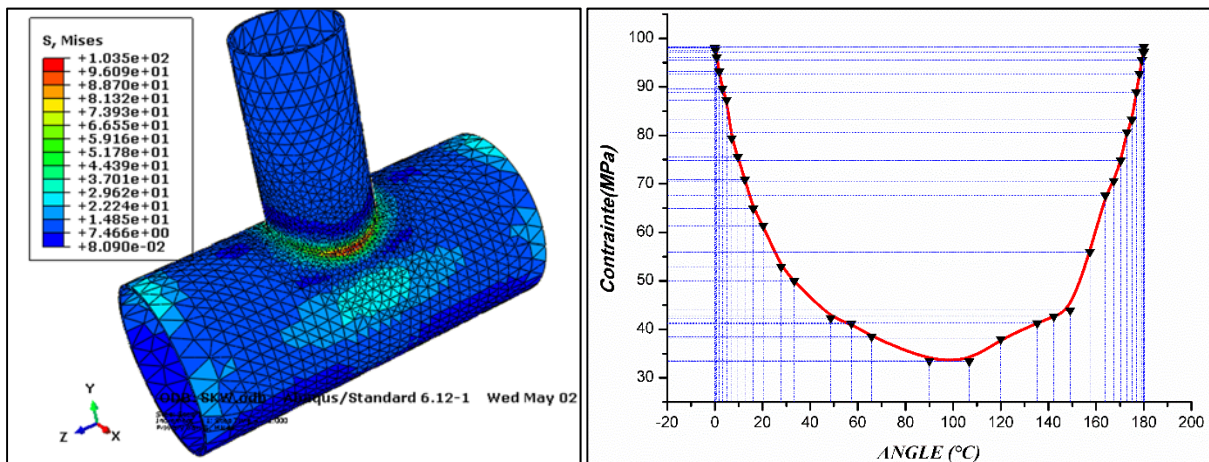 S, Mises
+1.035e+02
+9.609e+01
+8.870e+01
+8.132e+01
+7.393e+01
+6.655e+01
+5.916e+01
+5.178e+01
+4.439e+01
+3.701e+01
+2.962e+01
+2.224e+01
+1.485e+01
+7.466e+00
+8.090e-02
Y
Z
X
SKW.odb
Abaqus/Standard 6.12-1 Wed May 02
Contrainte(MPa)
100
90
80
70
60
50
40
30
-20
0
20
40
60
80
100
120
140
160
180
200
ANGLE (°C)